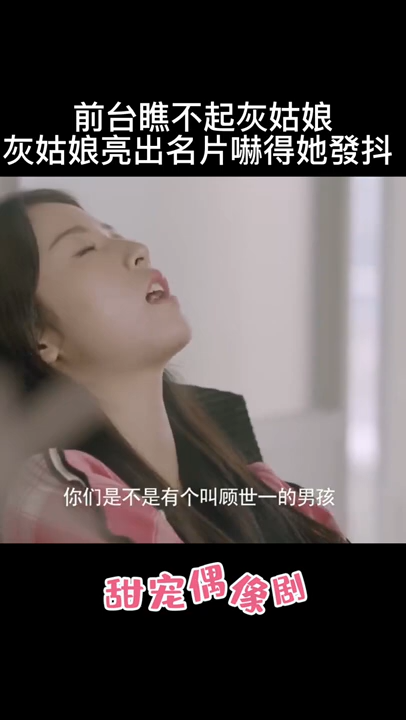 前台瞧不起灰姑娘
灰姑娘亮出名片嚇得她發抖
你们是不是有个叫顾世一的男孩
甜宠偶像剧